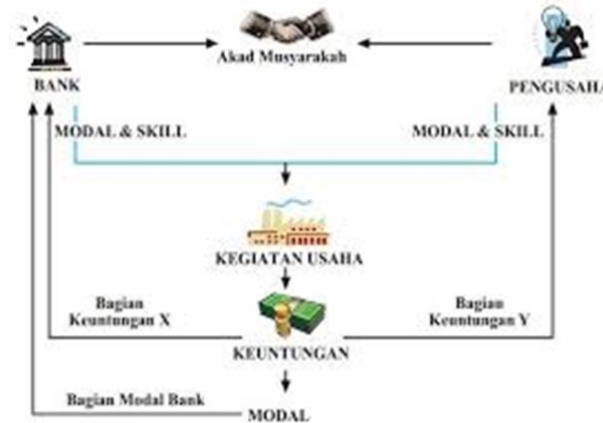 Akad Musyarakah
BANK
PENGUSAHA
MODAL & SKILL
MODAL & SKILL
KEGIATAN USAHA
Bagian
Keuntungan X
Bagian
Keuntungan Y
KEUNTUNGAN
Bagian Modal Bank
MODAL